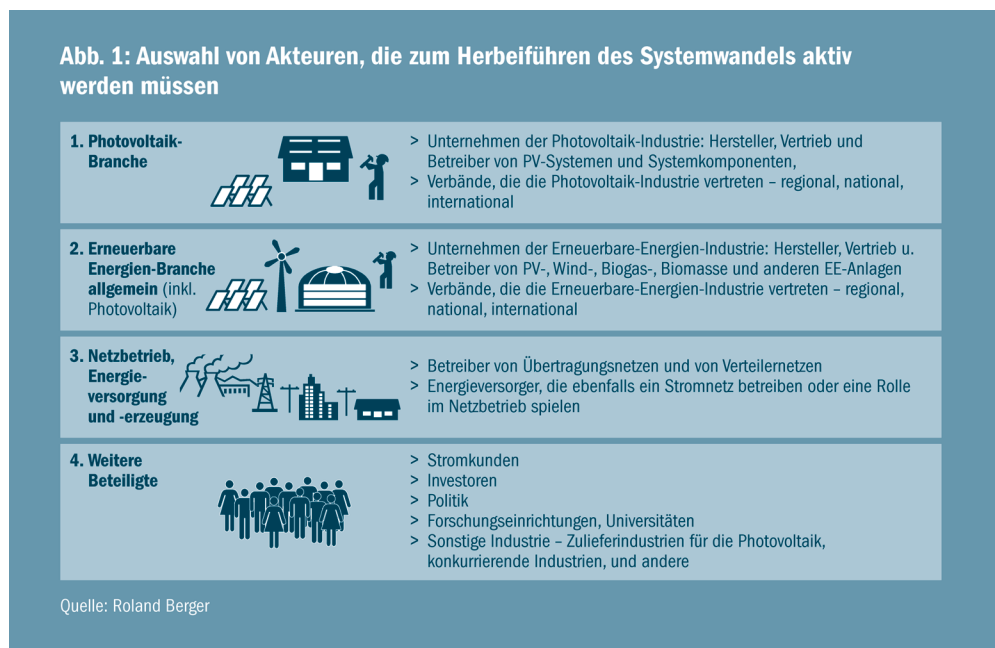 Abb. 1: Auswahl von Akteuren, die zum Herbeiführen des Systemwandels aktiv
werden müssen
1. Photovoltaik-
Branche
> Unternehmen der Photovoltaik-Industrie: Hersteller, Vertrieb und
Betreiber von PV-Systemen und Systemkomponenten,
> Verbände, die die Photovoltaik-Industrie vertreten – regional, national,
international
2. Erneuerbare
Energien-Branche
allgemein (inkl.
Photovoltaik)
> Unternehmen der Erneuerbare-Energien-Industrie: Hersteller, Vertrieb u.
Betreiber von PV-, Wind-, Biogas-, Biomasse und anderen EE-Anlagen
> Verbände, die die Erneuerbare-Energien-Industrie vertreten – regional,
national, international
3. Netzbetrieb,
Energie-
versorgung
und -erzeugung
> Betreiber von Übertragungsnetzen und von Verteilernetzen
> Energieversorger, die ebenfalls ein Stromnetz betreiben oder eine Rolle
im Netzbetrieb spielen
4. Weitere
Beteiligte
> Stromkunden
> Investoren
> Politik
> Forschungseinrichtungen, Universitäten
> Sonstige Industrie – Zulieferindustrien für die Photovoltaik,
konkurrierende Industrien, und andere
Quelle: Roland Berger